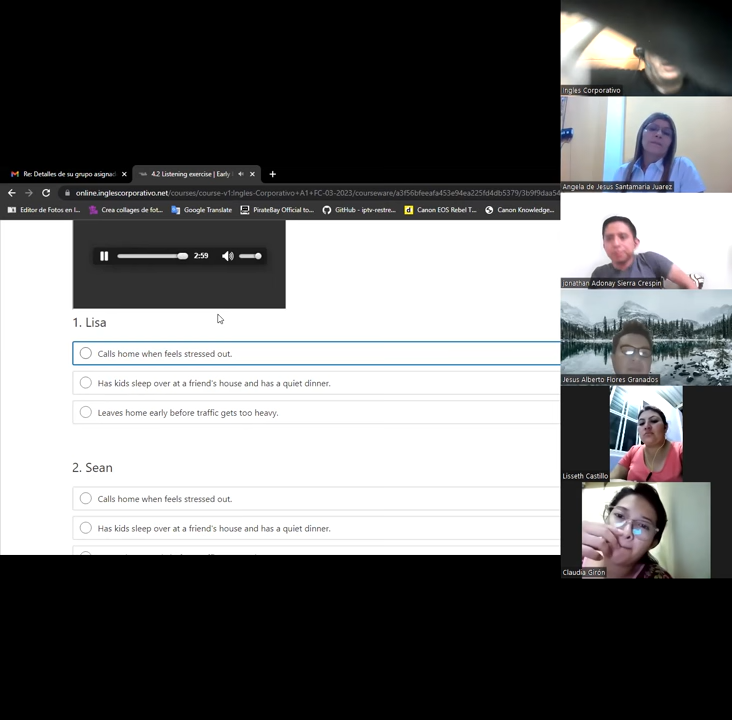 Ingles Corporativo
Angela de Jesus Santamaria Juarez
Jonathan Adonay Sierra Crespin
Jesus Alberto Flores Granados
Lisseth Castillo
Claudia Girón
Re: Detalles de su grupo asignad
4.2 Listening exercise | Early
online.inglescorporativo.net/courses/course-v1:Ingles-Corporativo+A1+FC-03-2023/courseware/a3f56bfeeafa453e94ea225fd4db5379/3b9f9daa54
Editor de Fotos en l...
Crea collages de fot...
Google Translate
PirateBay Official to...
GitHub - iptv-restre...
Canon EOS Rebel T...
Canon Knowledge...
2:59
1. Lisa
Calls home when feels stressed out.
Has kids sleep over at a friend's house and has a quiet dinner.
Leaves home early before traffic gets too heavy.
2. Sean
Calls home when feels stressed out.
Has kids sleep over at a friend's house and has a quiet dinner.